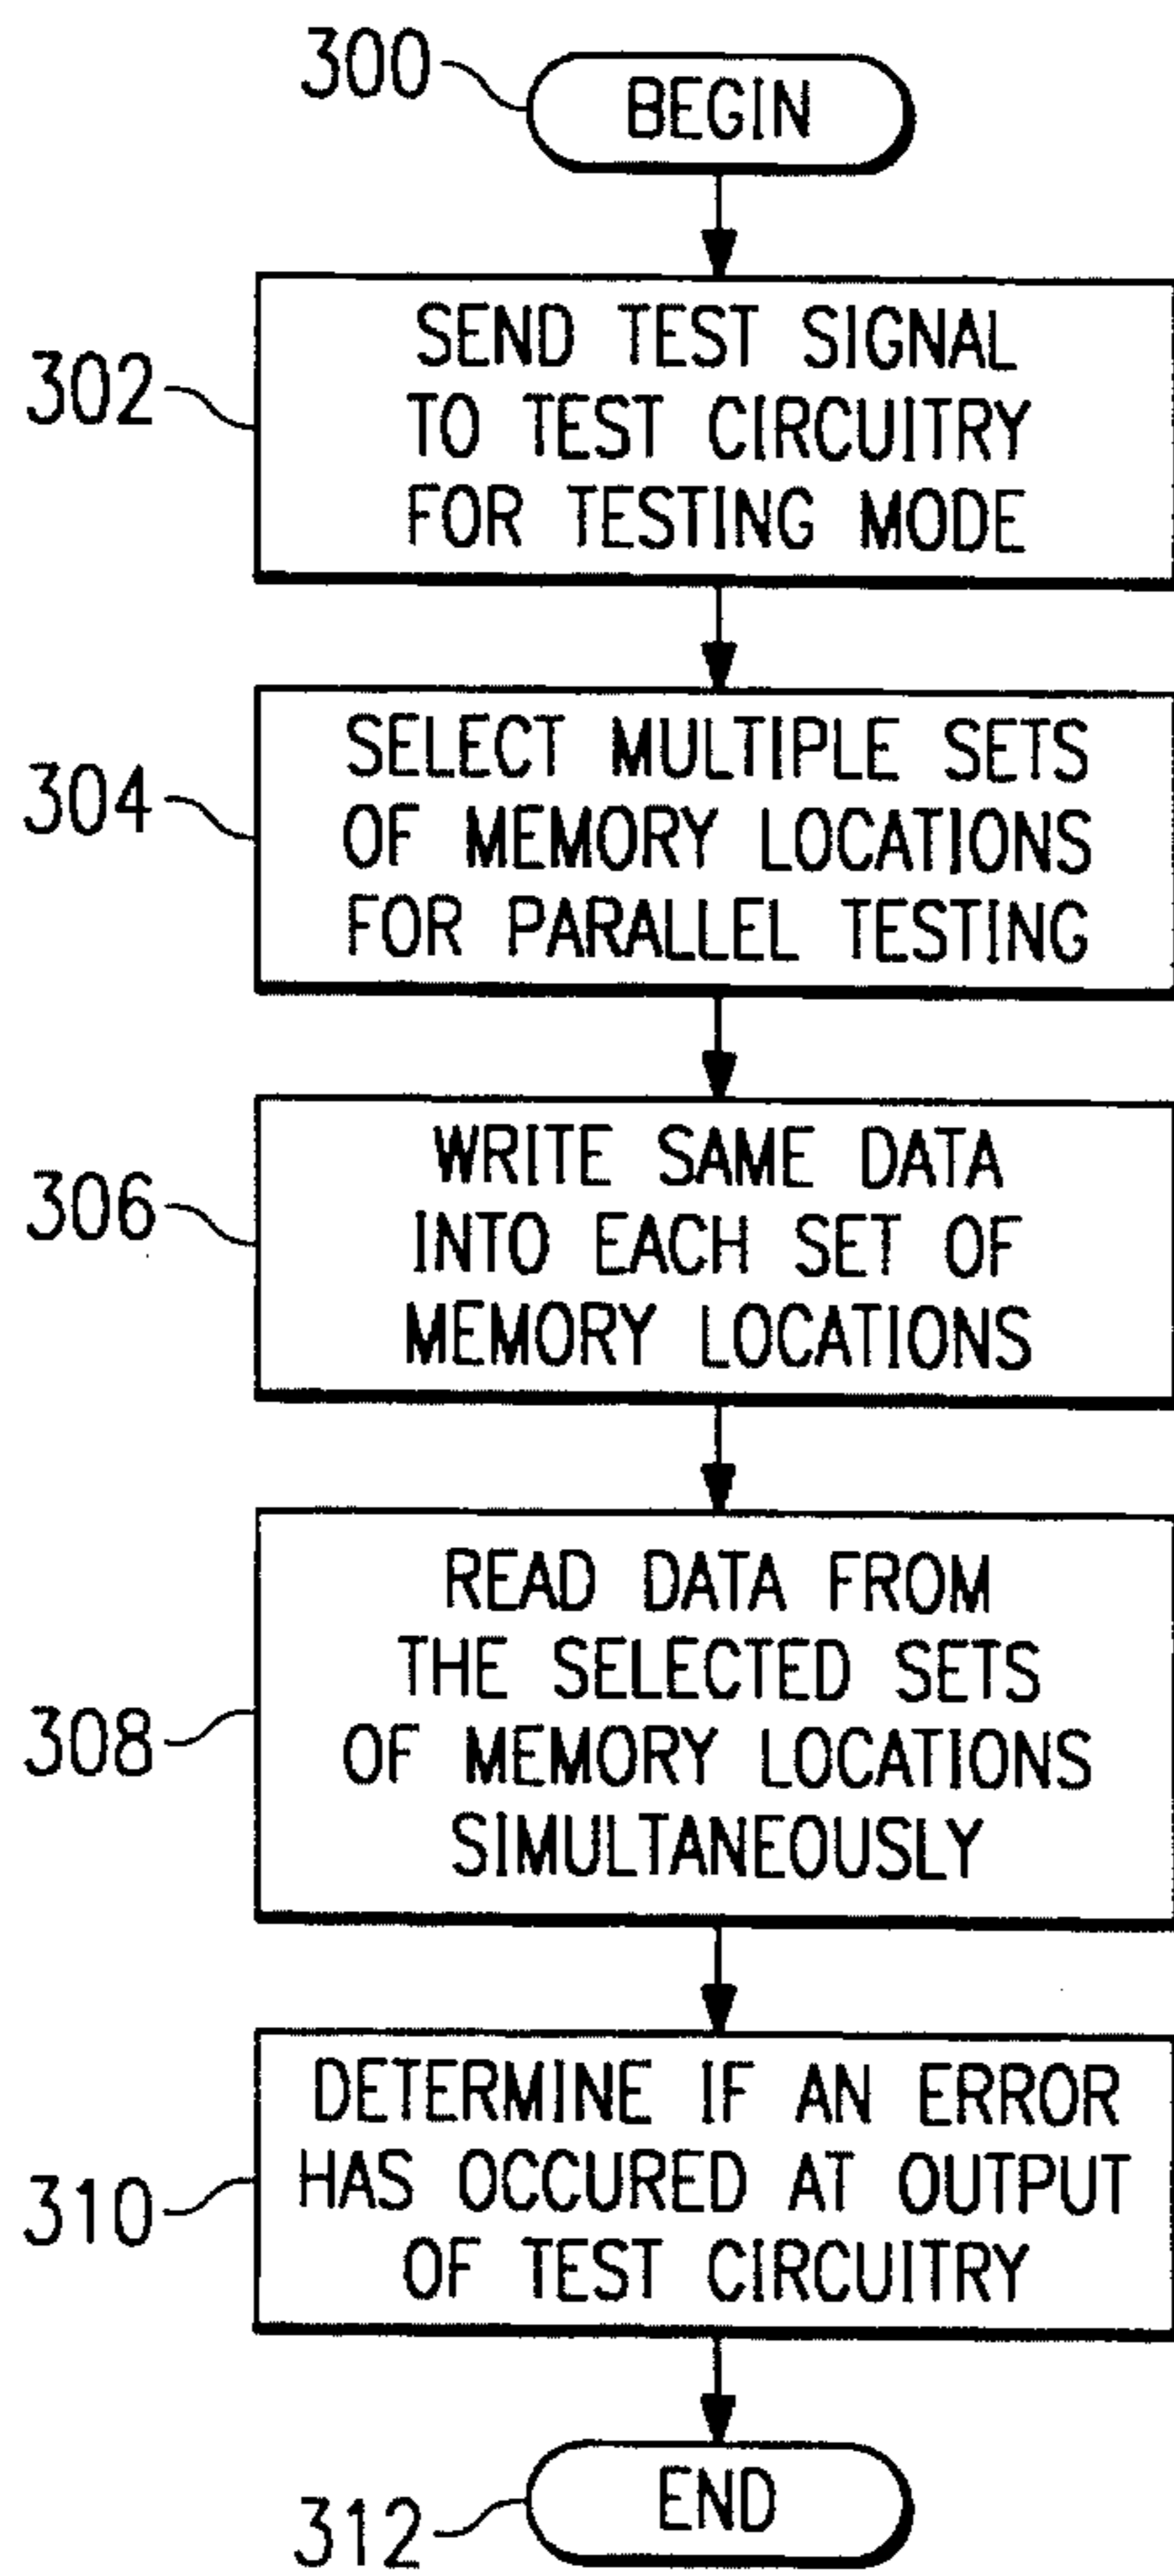 300
BEGIN
302
SEND TEST SIGNAL
TO TEST CIRCUITRY
FOR TESTING MODE
304
SELECT MULTIPLE SETS
OF MEMORY LOCATIONS
FOR PARALLEL TESTING
306
WRITE SAME DATA
INTO EACH SET OF
MEMORY LOCATIONS
308
READ DATA FROM
THE SELECTED SETS
OF MEMORY LOCATIONS
SIMULTANEOUSLY
310
DETERMINE IF AN ERROR
HAS OCCURED AT OUTPUT
OF TEST CIRCUITRY
312
END